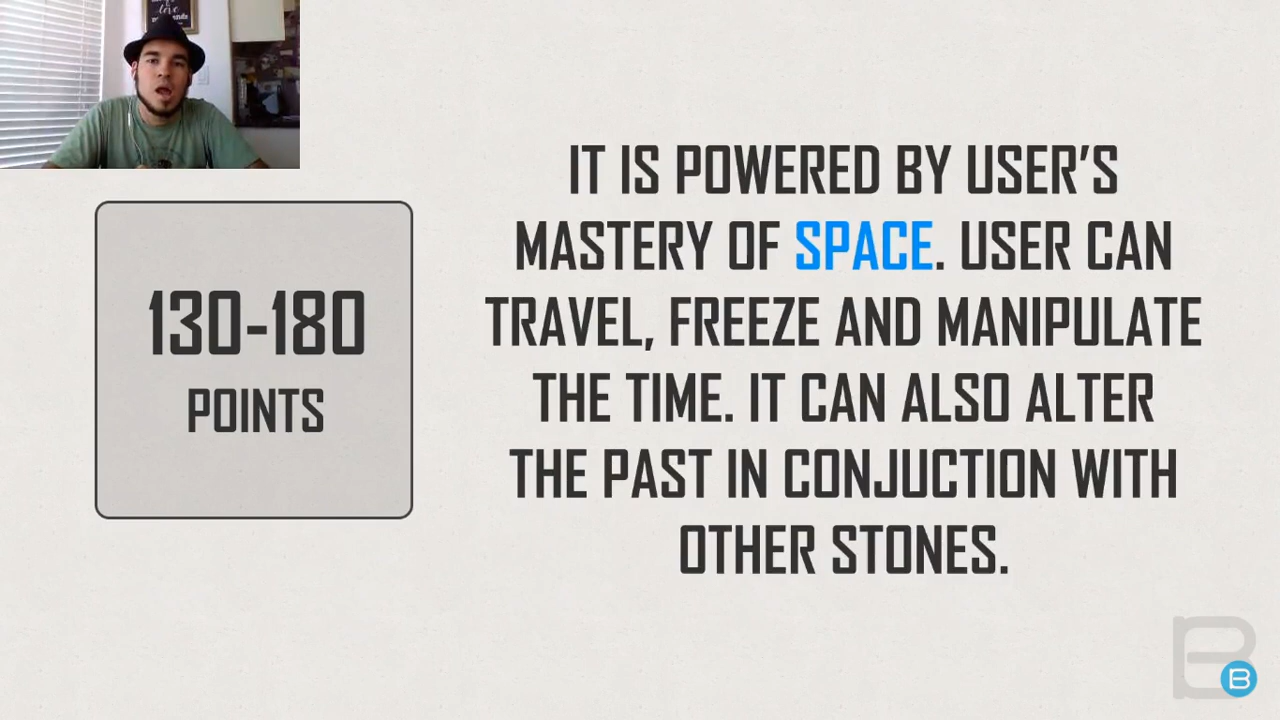 love
130-180
POINTS
IT IS POWERED BY USER'S
MASTERY OF SPACE. USER CAN
TRAVEL, FREEZE AND MANIPULATE
THE TIME. IT CAN ALSO ALTER
THE PAST IN CONJUCTION WITH
OTHER STONES.
B
B